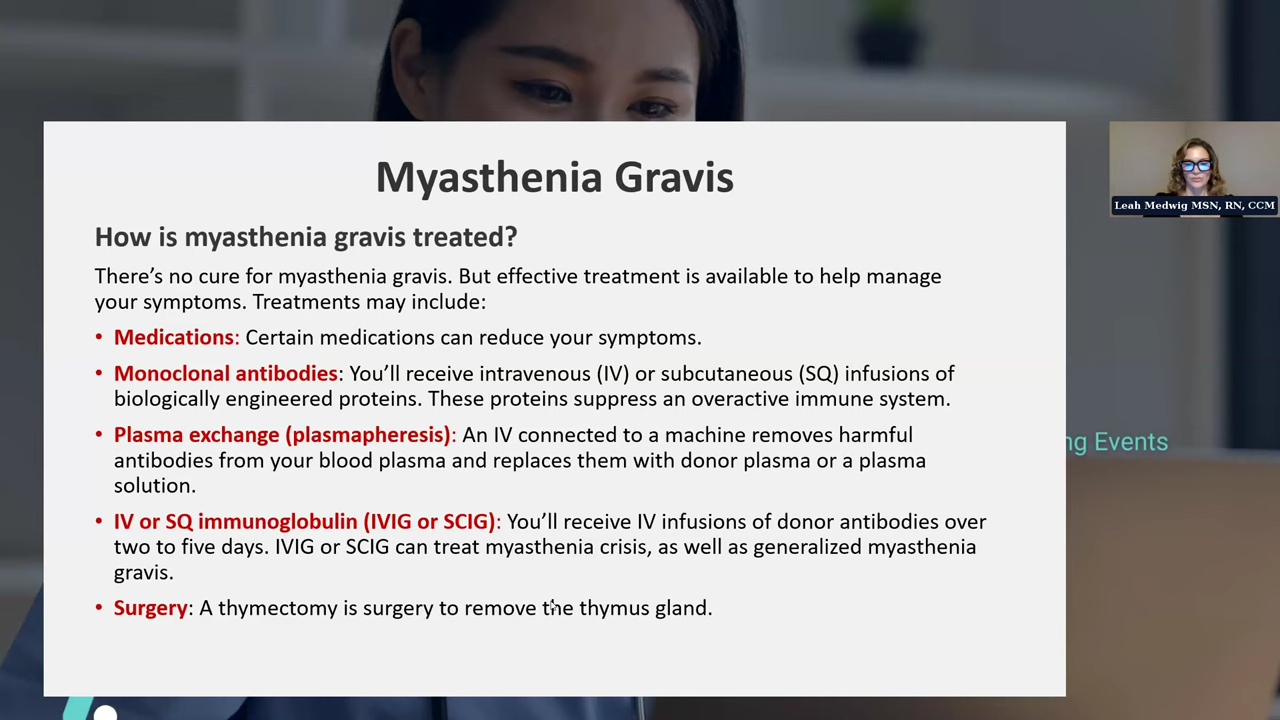 Myasthenia Gravis
How is myasthenia gravis treated?
There’s no cure for myasthenia gravis. But effective treatment is available to help manage
your symptoms. Treatments may include:
• Medications: Certain medications can reduce your symptoms.
• Monoclonal antibodies: You’ll receive intravenous (IV) or subcutaneous (SQ) infusions of
biologically engineered proteins. These proteins suppress an overactive immune system.
• Plasma exchange (plasmapheresis): An IV connected to a machine removes harmful
antibodies from your blood plasma and replaces them with donor plasma or a plasma
solution.
• IV or SQ immunoglobulin (IVIG or SCIG): You’ll receive IV infusions of donor antibodies over
two to five days. IVIG or SCIG can treat myasthenia crisis, as well as generalized myasthenia
gravis.
• Surgery: A thymectomy is surgery to remove the thymus gland.
Leah Medwig MSN, RN, CCM
ng Events